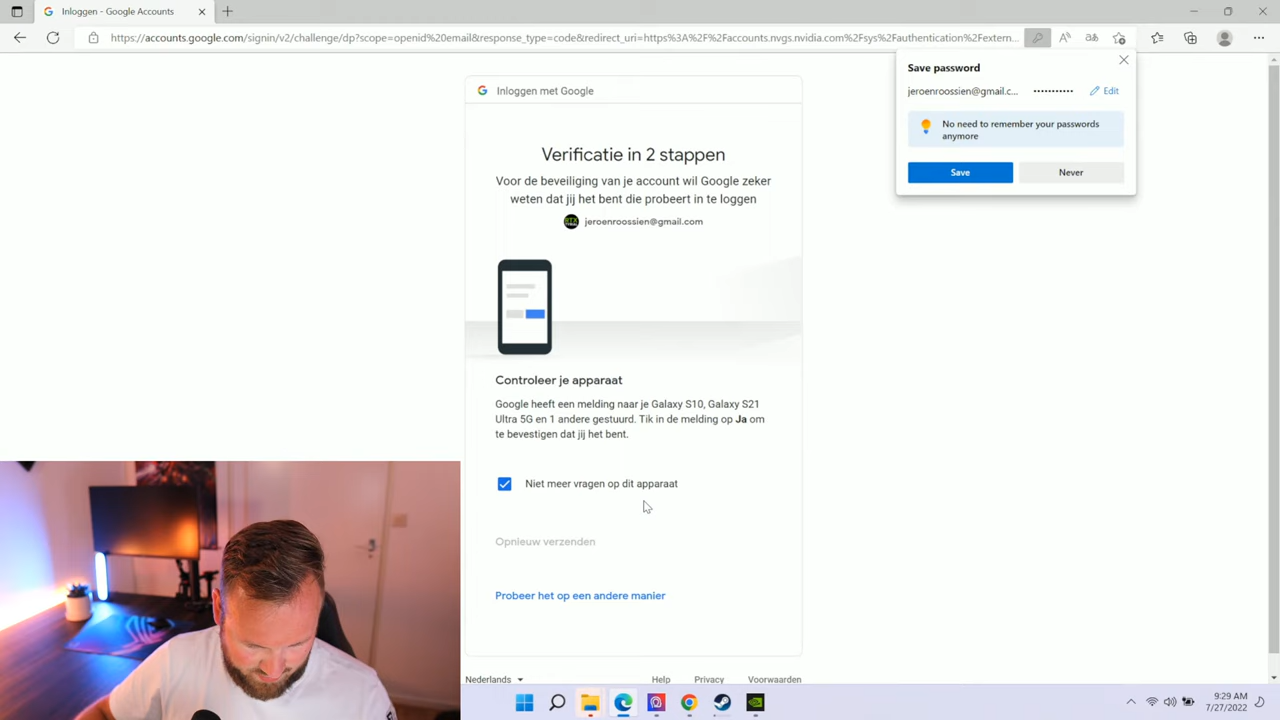 Inloggen - Google Accounts
https://accounts.google.com/signin/v2/challenge/dp?scope=openid%20email&response_type=code&redirect_uri=https%3A%2F%2Faccounts.nvgs.nvidia.com%2Fsys%2Fauthentication%2Fextern...
Save password
jeroenroossien@gmail.c... ••••••••••• Edit
No need to remember your passwords
anymore
Save Never
Inloggen met Google
Verificatie in 2 stappen
Voor de beveiliging van je account wil Google zeker
weten dat jij het bent die probeert in te loggen
jeroenroossien@gmail.com
Controleer je apparaat
Google heeft een melding naar je Galaxy S10, Galaxy S21
Ultra 5G en 1 andere gestuurd. Tik in de melding op Ja om
te bevestigen dat jij het bent.
Niet meer vragen op dit apparaat
Opnieuw verzenden
Probeer het op een andere manier
Nederlands Help Privacy Voorwaarden
9:29 AM
7/27/2022